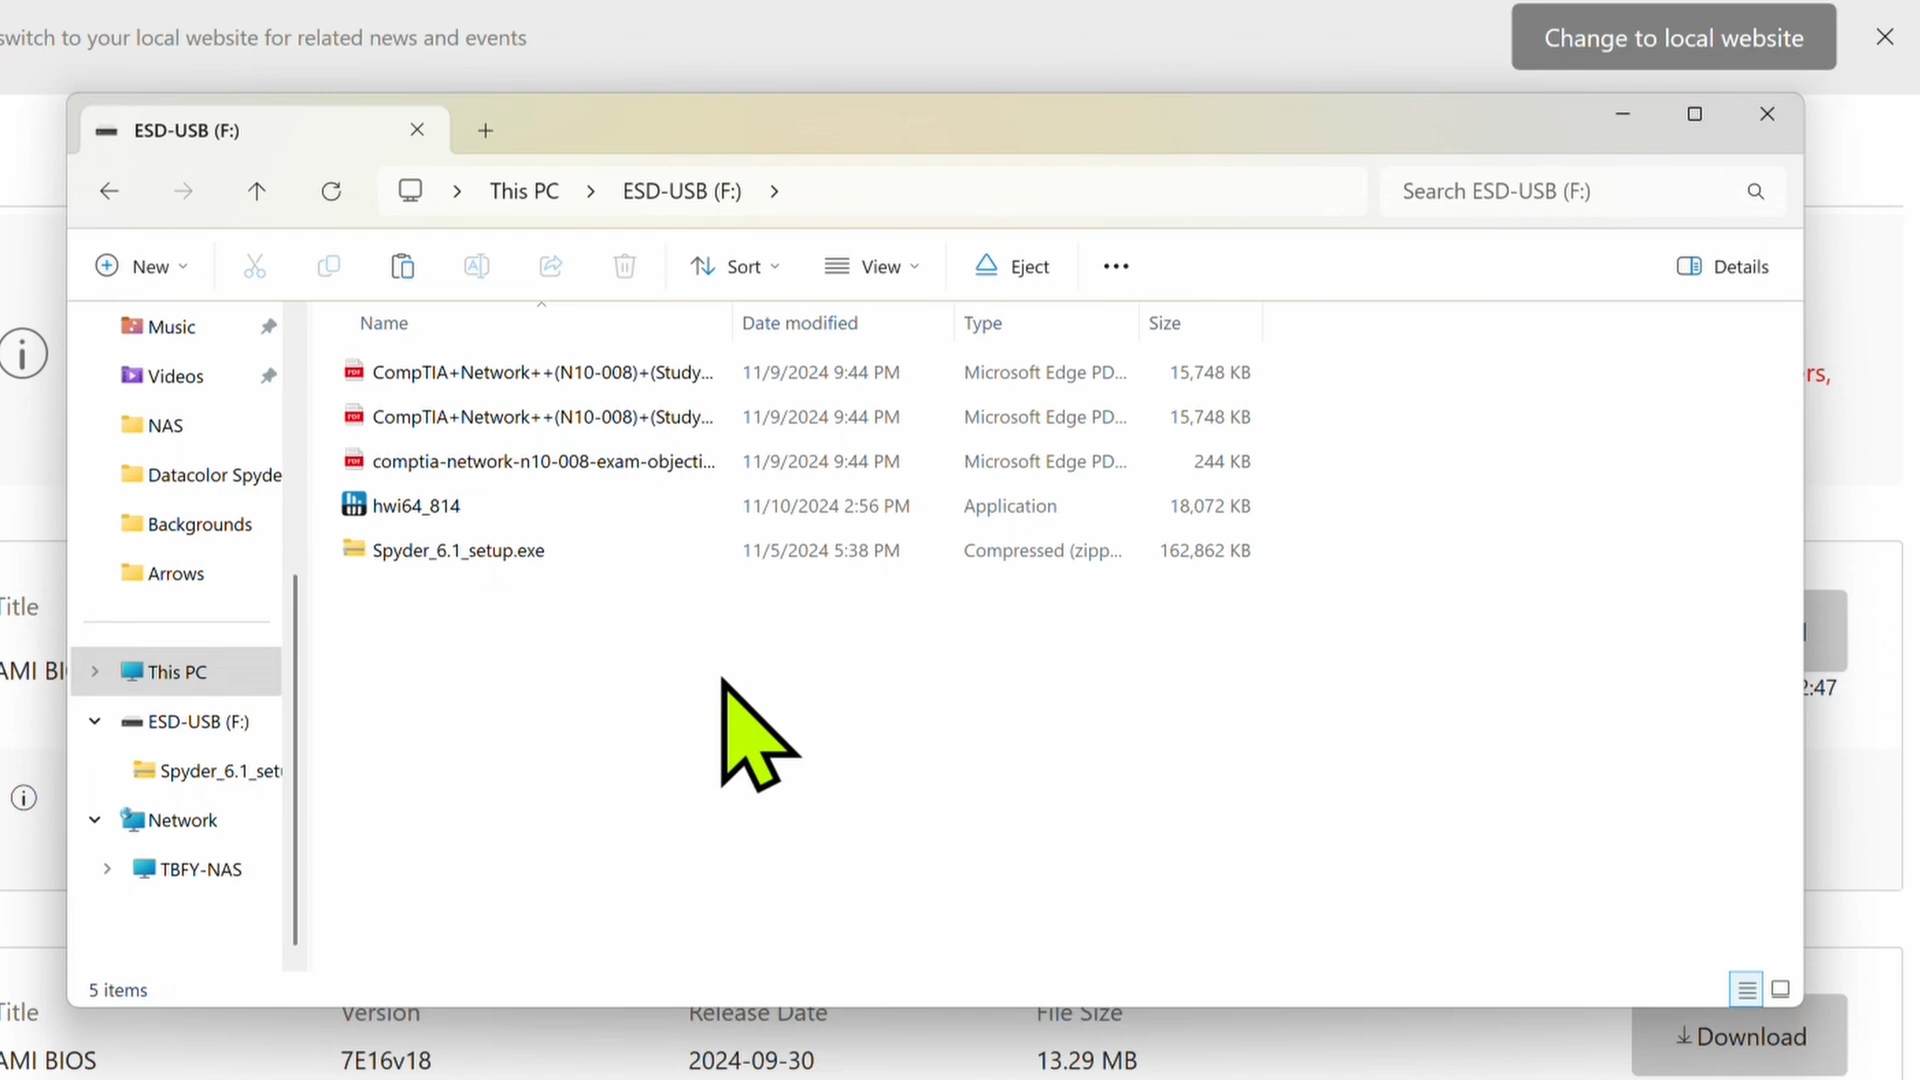 switch to your local website for related news and events
Change to local website
ESD-USB (F:)
This PC > ESD-USB (F:) >
Search ESD-USB (F:)
New
Sort
View
Eject
Details
Name Date modified Type Size
Music
Videos
NAS
Datacolor Spyde
Backgrounds
Arrows
This PC
ESD-USB (F:)
Spyder_6.1_set
Network
TBFY-NAS
CompTIA+Network++(N10-008)+(Study... 11/9/2024 9:44 PM Microsoft Edge PD... 15,748 KB
CompTIA+Network++(N10-008)+(Study... 11/9/2024 9:44 PM Microsoft Edge PD... 15,748 KB
comptia-network-n10-008-exam-objecti... 11/9/2024 9:44 PM Microsoft Edge PD... 244 KB
hwi64_814 11/10/2024 2:56 PM Application 18,072 KB
Spyder_6.1_setup.exe 11/5/2024 5:38 PM Compressed (zipp... 162,862 KB
5 items
rs,
Title
AMI BI
2:47
Title Version Release Date File Size
AMI BIOS 7E16v18 2024-09-30 13.29 MB
Download